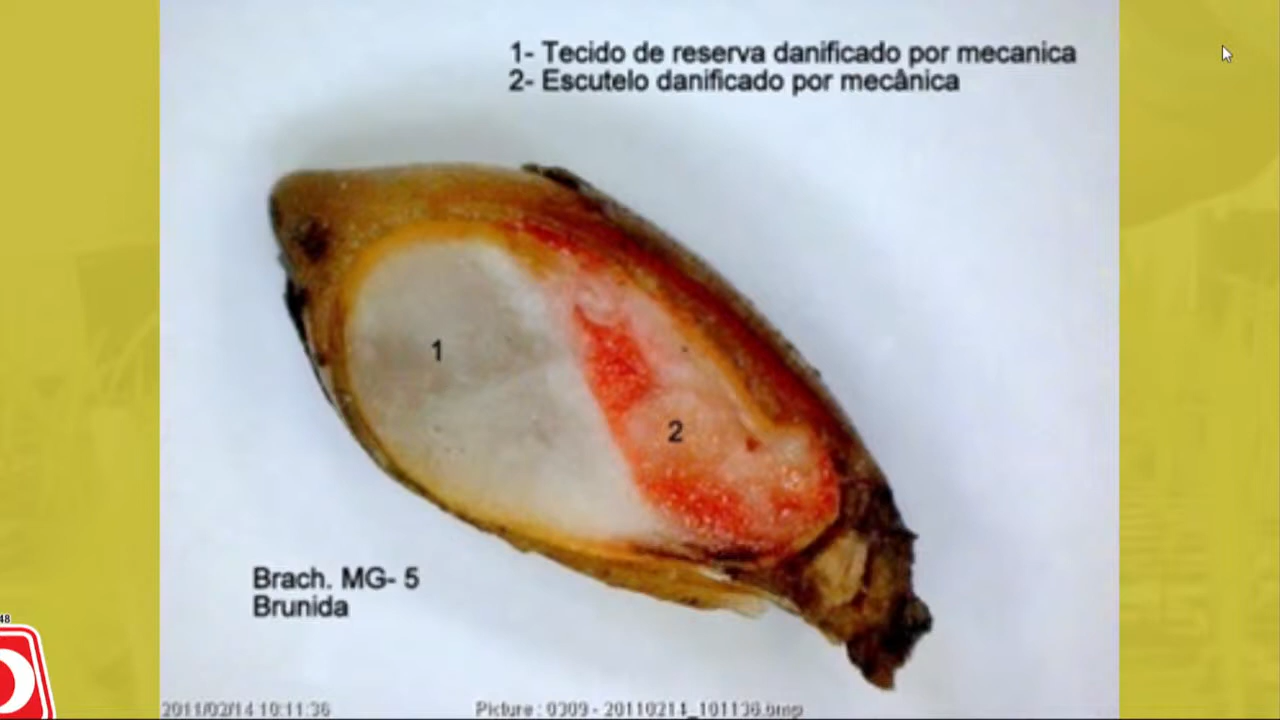 1- Tecido de reserva danificado por mecanica
2- Escutelo danificado por mecânica
1
2
Brach. MG- 5
Brunida
48
2011/02/14 10:11:36
Picture : 0309 - 20110214_101136.bmp